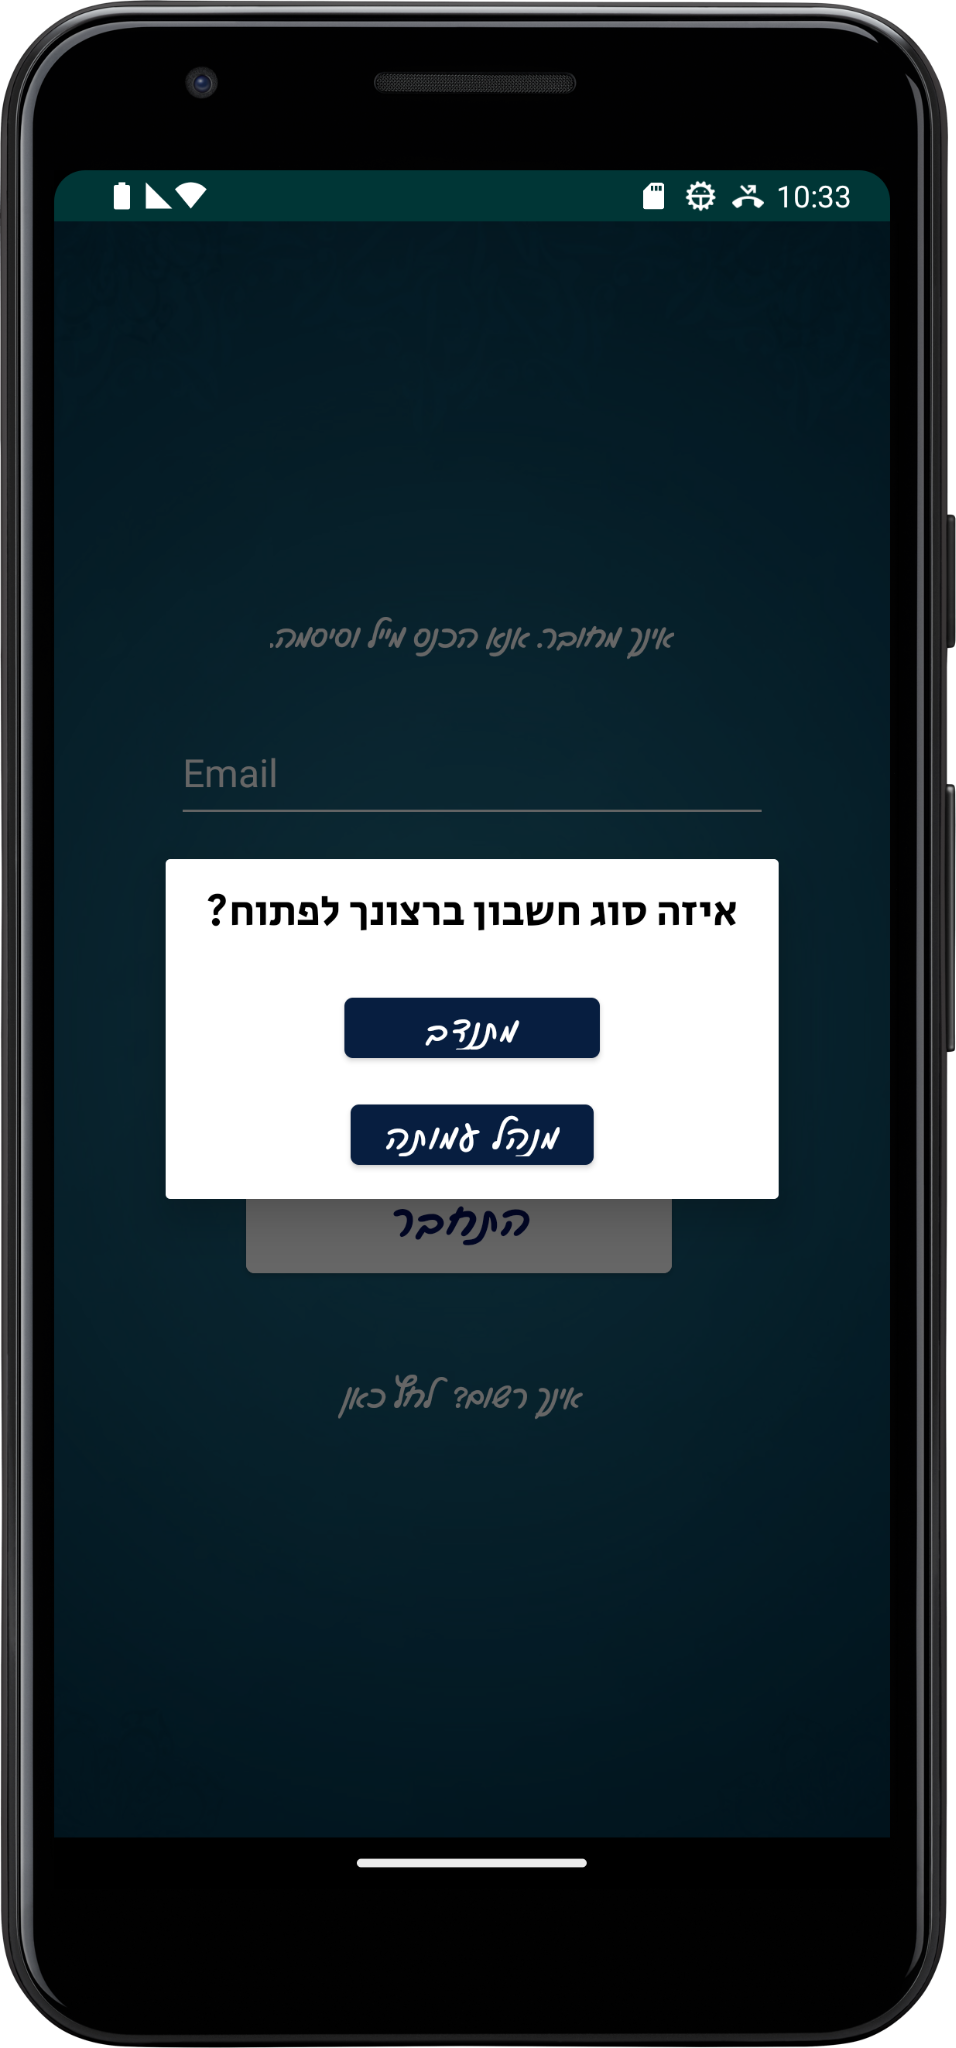 10:33
אינך מחובר. אנא הכנס מייל וסיסמה.
Email
איזה סוג חשבון ברצונך לפתוח?
מתנדב
מנהל עמותה
התחבר
אינך רשום? לחץ כאן